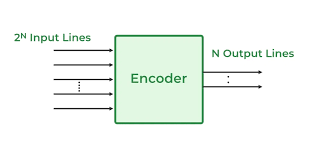 2ᴺ Input Lines
N Output Lines
Encoder